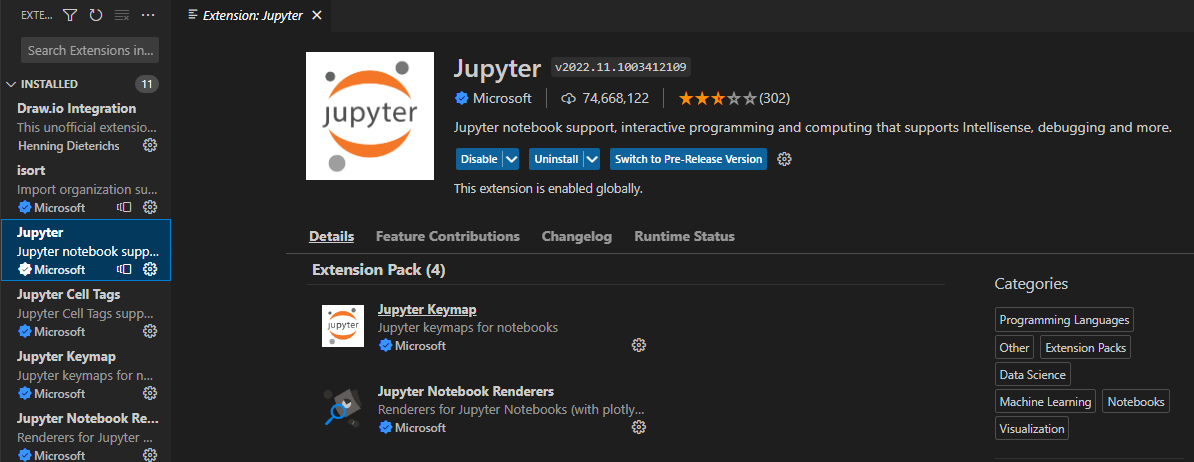 EXTE...
Search Extensions in...
INSTALLED 11
Draw.io Integration
This unofficial extensio...
Henning Dieterichs
isort
Import organization su...
Microsoft
Jupyter
Jupyter notebook supp...
Microsoft
Jupyter Cell Tags
Jupyter Cell Tags supp...
Microsoft
Jupyter Keymap
Jupyter keymaps for n...
Microsoft
Jupyter Notebook Re...
Renderers for Jupyter ...
Microsoft
Extension: Jupyter
jupyter
Jupyter v2022.11.1003412109
Microsoft 74,668,122 (302)
Jupyter notebook support, interactive programming and computing that supports Intellisense, debugging and more.
Disable Uninstall Switch to Pre-Release Version
This extension is enabled globally.
Details Feature Contributions Changelog Runtime Status
Extension Pack (4)
jupyter
Jupyter Keymap
Jupyter keymaps for notebooks
Microsoft
Jupyter Notebook Renderers
Renderers for Jupyter Notebooks (with plotly...
Microsoft
Categories
Programming Languages
Other Extension Packs
Data Science
Machine Learning Notebooks
Visualization